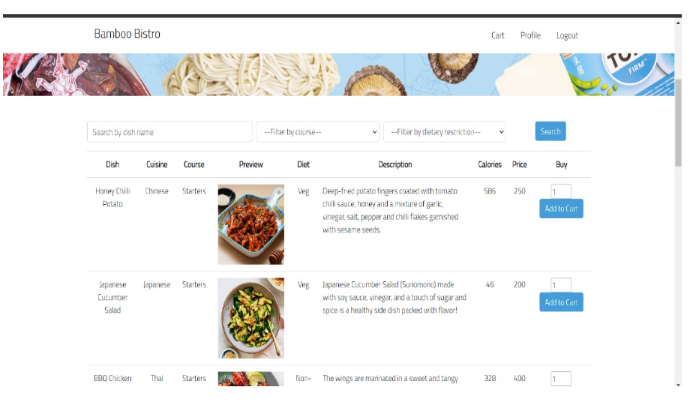 Bamboo Bistro
Cart Profile Logout
TO
FIRM
Search by dish name --Filter by course-- --Filter by dietary restriction-- Search
Dish Cuisine Course Preview Diet Description Calories Price Buy
Honey Chilli Potato Chinese Starters Veg
Deep-fried potato fingers coated with tomato
chilli sauce, honey and a mixture of garlic,
vinegar, salt, pepper and chilli flakes garnished
with sesame seeds.
586 250 1
Add to Cart
Japanese Cucumber Salad Japanese Starters Veg
Japanese Cucumber Salad (Sunomono) made
with soy sauce, vinegar, and a touch of sugar and
spice is a healthy side dish packed with flavor!
46 200 1
Add to Cart
BBQ Chicken Thai Starters Non- The wings are marinated in a sweet and tangy 328 400 1